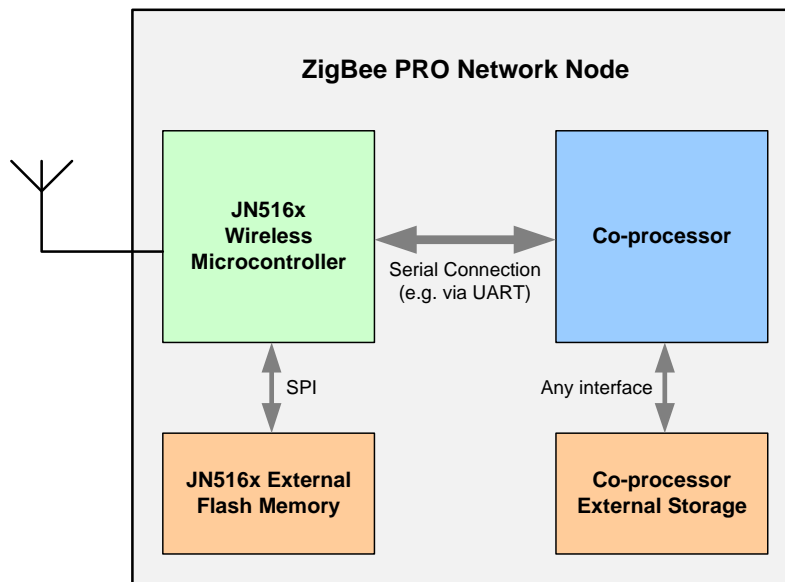 ZigBee PRO Network Node
JN516x
Wireless
Microcontroller
Serial Connection
(e.g. via UART)
Co-processor
SPI
Any interface
JN516x External
Flash Memory
Co-processor
External Storage